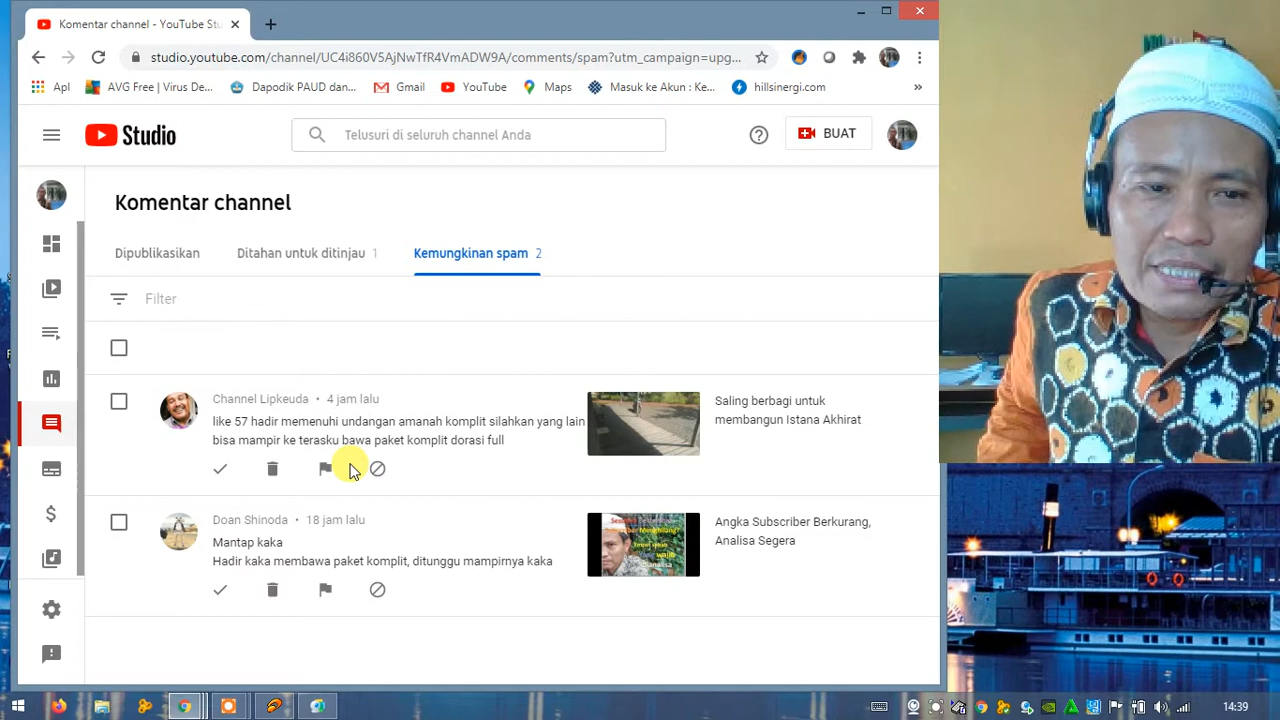 Komentar channel - YouTube Stu
studio.youtube.com/channel/UC4i860V5AjNwTfR4VmADW9A/comments/spam?utm_campaign=upg...
Apl
AVG Free | Virus De...
Dapodik PAUD dan...
Gmail
YouTube
Maps
Masuk ke Akun : Ke...
hillsinergi.com
»
Studio
Telusuri di seluruh channel Anda
BUAT
Komentar channel
Dipublikasikan
Ditahan untuk ditinjau 1
Kemungkinan spam 2
Filter
Channel Lipkeuda • 4 jam lalu
like 57 hadir memenuhi undangan amanah komplit silahkan yang lain
bisa mampir ke terasku bawa paket komplit dorasi full
Saling berbagi untuk
membangun Istana Akhirat
Doan Shinoda • 18 jam lalu
Mantap kaka
Hadir kaka membawa paket komplit, ditunggu mampirnya kaka
Angka Subscriber Berkurang,
Analisa Segera
14:39